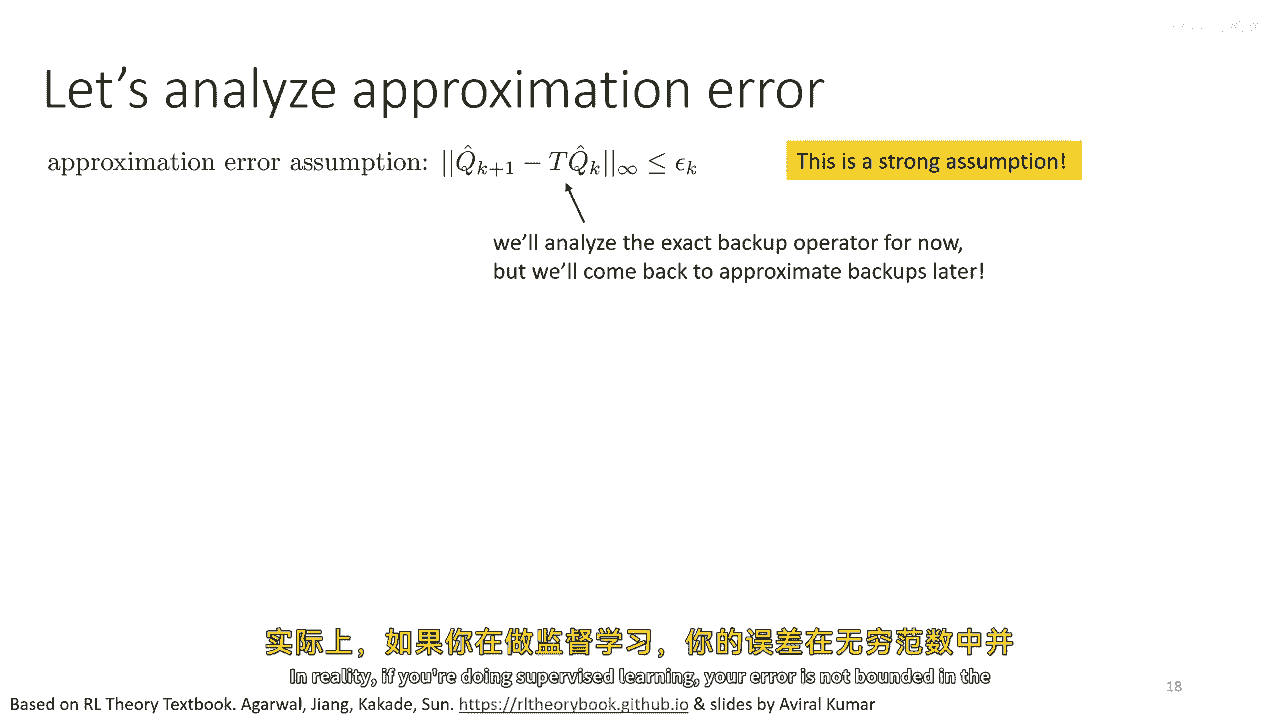 Let's analyze approximation error
approximation error assumption: $||\hat{Q}_{k+1} - T\hat{Q}_k||_\infty \leq \epsilon_k$
This is a strong assumption!
we'll analyze the exact backup operator for now,
but we'll come back to approximate backups later!
实际上，如果你在做监督学习，你的误差在无穷范数中并
In reality, if you're doing supervised learning, your error is not bounded in the
18
Based on RL Theory Textbook. Agarwal, Jiang, Kakade, Sun. https://rltheorybook.github.io & slides by Aviral Kumar